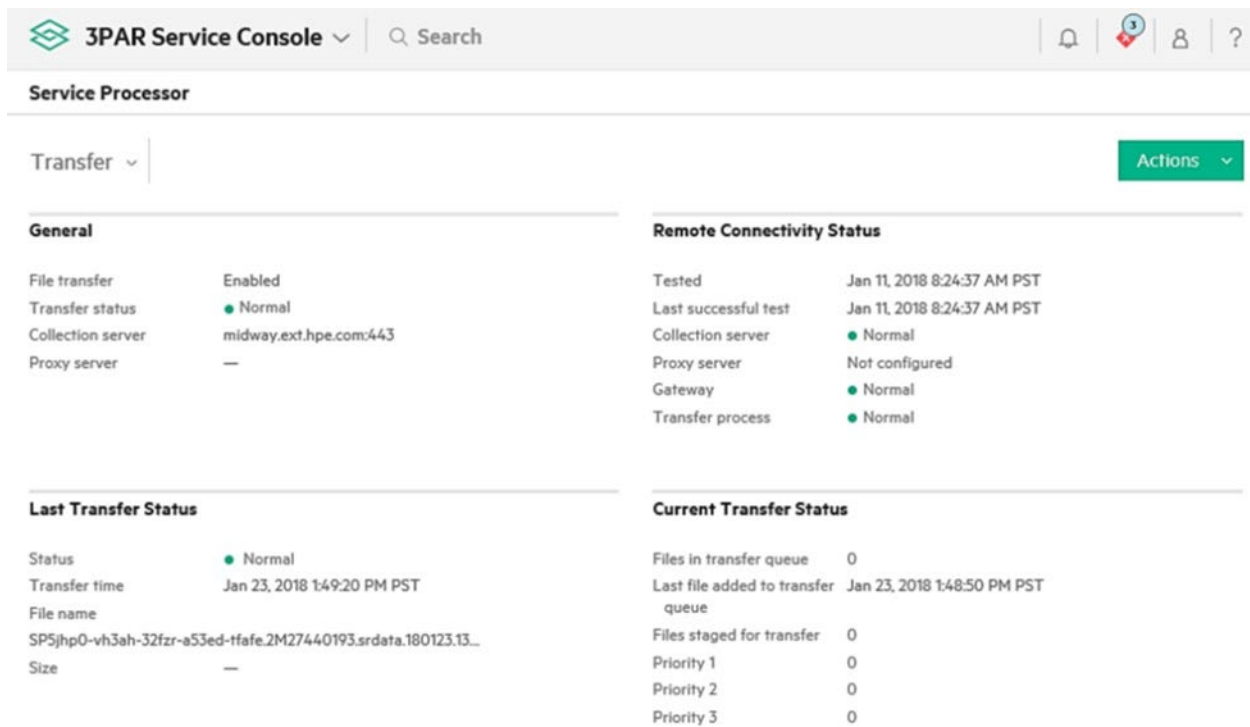 3PAR Service Console Search 3 ?
Service Processor
Transfer Actions
General
File transfer Enabled
Transfer status Normal
Collection server midway.ext.hpe.com:443
Proxy server —
Remote Connectivity Status
Tested Jan 11, 2018 8:24:37 AM PST
Last successful test Jan 11, 2018 8:24:37 AM PST
Collection server Normal
Proxy server Not configured
Gateway Normal
Transfer process Normal
Last Transfer Status
Status Normal
Transfer time Jan 23, 2018 1:49:20 PM PST
File name
SP5jhp0-vh3ah-32fzr-a53ed-tfafe.2M27440193.srdata.180123.13...
Size —
Current Transfer Status
Files in transfer queue 0
Last file added to transfer Jan 23, 2018 1:48:50 PM PST
queue
Files staged for transfer 0
Priority 1 0
Priority 2 0
Priority 3 0